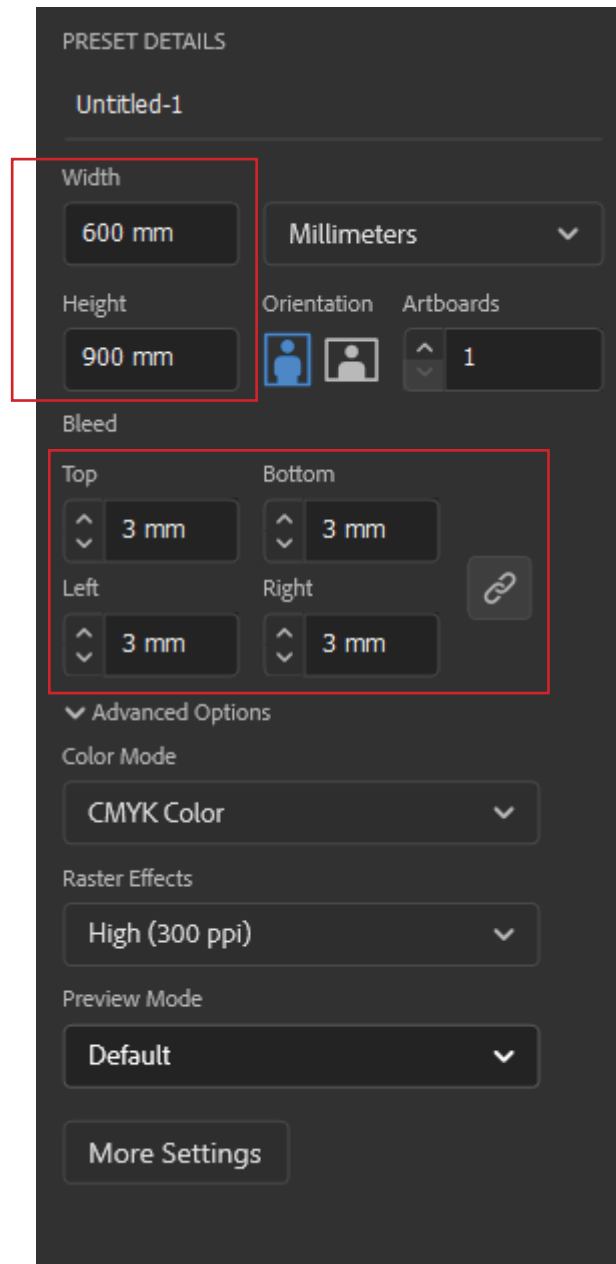 PRESET DETAILS
Untitled-1
Width
600 mm
Millimeters
Height
Orientation
Artboards
900 mm
1
Bleed
Top
Bottom
3 mm
3 mm
Left
Right
3 mm
3 mm
Advanced Options
Color Mode
CMYK Color
Raster Effects
High (300 ppi)
Preview Mode
Default
More Settings